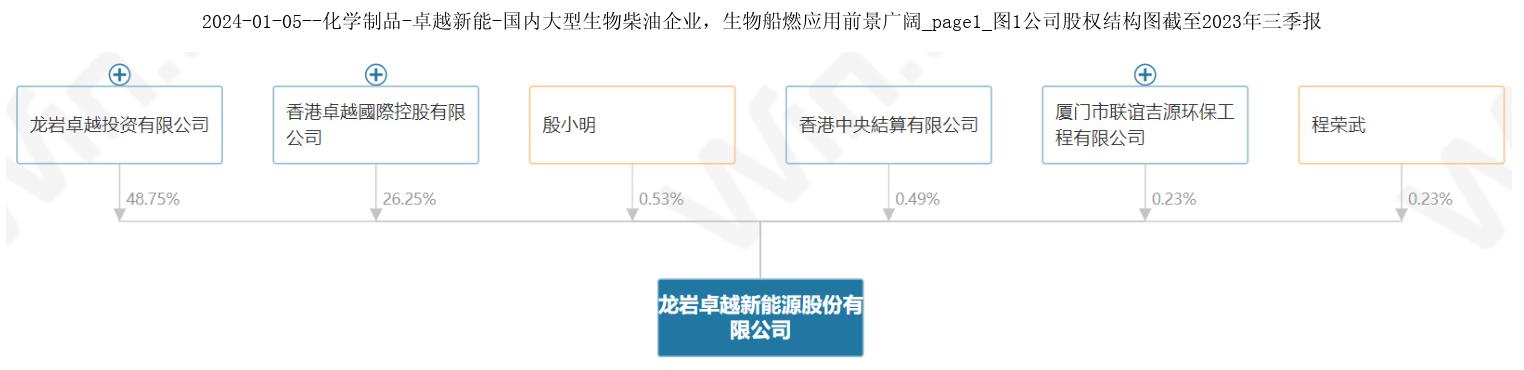 2024-01-05--化学制品-卓越新能-国内大型生物柴油企业，生物船燃应用前景广阔_page1_图1公司股权结构图截至2023年三季报
龙岩卓越投资有限公司
香港卓越國際控股有限
公司
殷小明
香港中央結算有限公司
厦门市联谊吉源环保工
程有限公司
程荣武
48.75%
26.25%
0.53%
0.49%
0.23%
0.23%
龙岩卓越新能源股份有
限公司